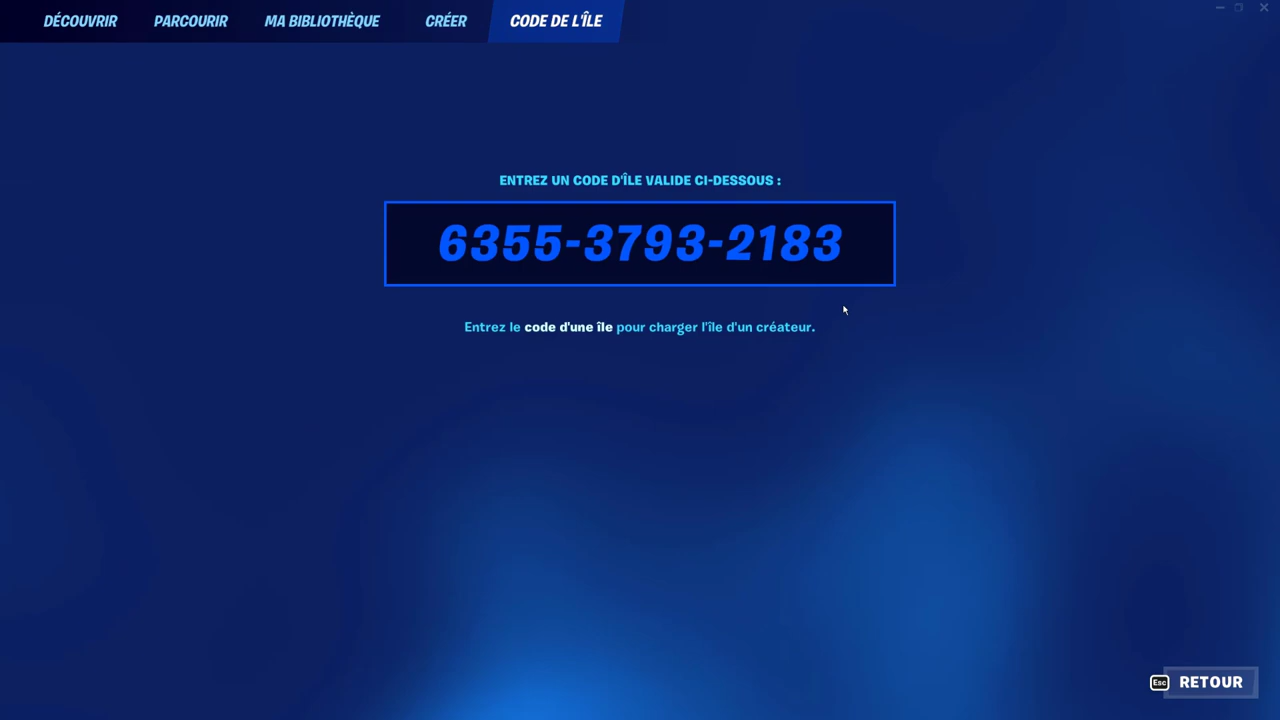 DÉCOUVRIR PARCOURIR MA BIBLIOTHÈQUE CRÉER CODE DE L'ÎLE
ENTREZ UN CODE D'ÎLE VALIDE CI-DESSOUS :
6355-3793-2183
Entrez le code d'une île pour charger l'île d'un créateur.
Esc RETOUR